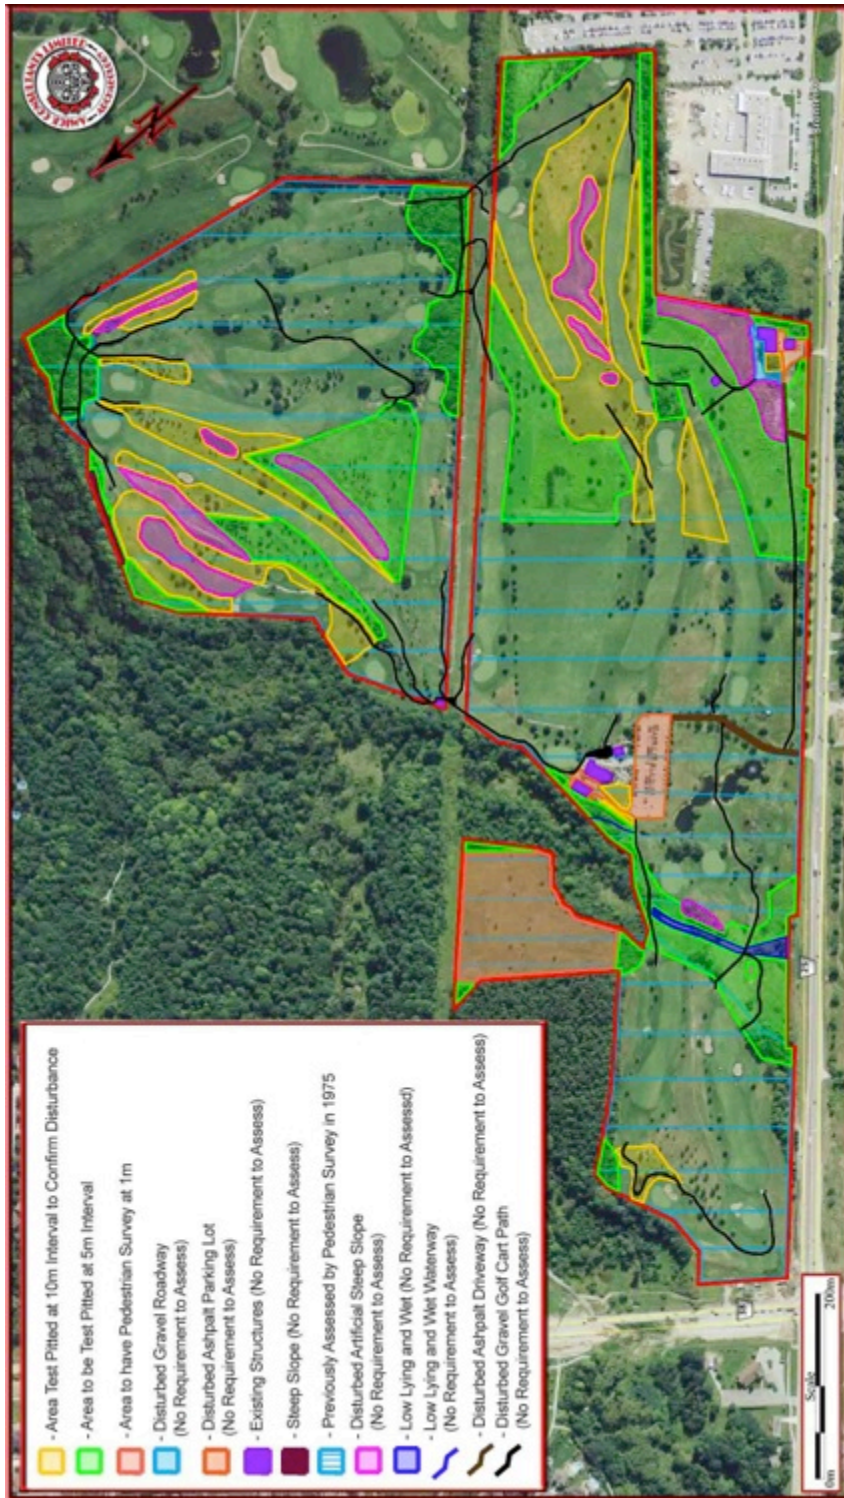 AMICK CONSULTANTS LIMITED
- Area Test Pitted at 10m Interval to Confirm Disturbance
- Area to be Test Pitted at 5m Interval
- Area to have Pedestrian Survey at 1m
- Disturbed Gravel Roadway
(No Requirement to Assess)
- Disturbed Ashpalt Parking Lot
(No Requirement to Assess)
- Existing Structures (No Requirement to Assess)
- Steep Slope (No Requirement to Assess)
- Previously Assessed by Pedestrian Survey in 1975
- Disturbed Artificial Steep Slope
(No Requirement to Assess)
- Low Lying and Wet (No Requirement to Assessd)
- Low Lying and Wet Waterway
(No Requirement to Assess)
- Disturbed Ashpalt Driveway (No Requirement to Assess)
- Disturbed Gravel Golf Cart Path
(No Requirement to Assess)
Scale
0m
200m